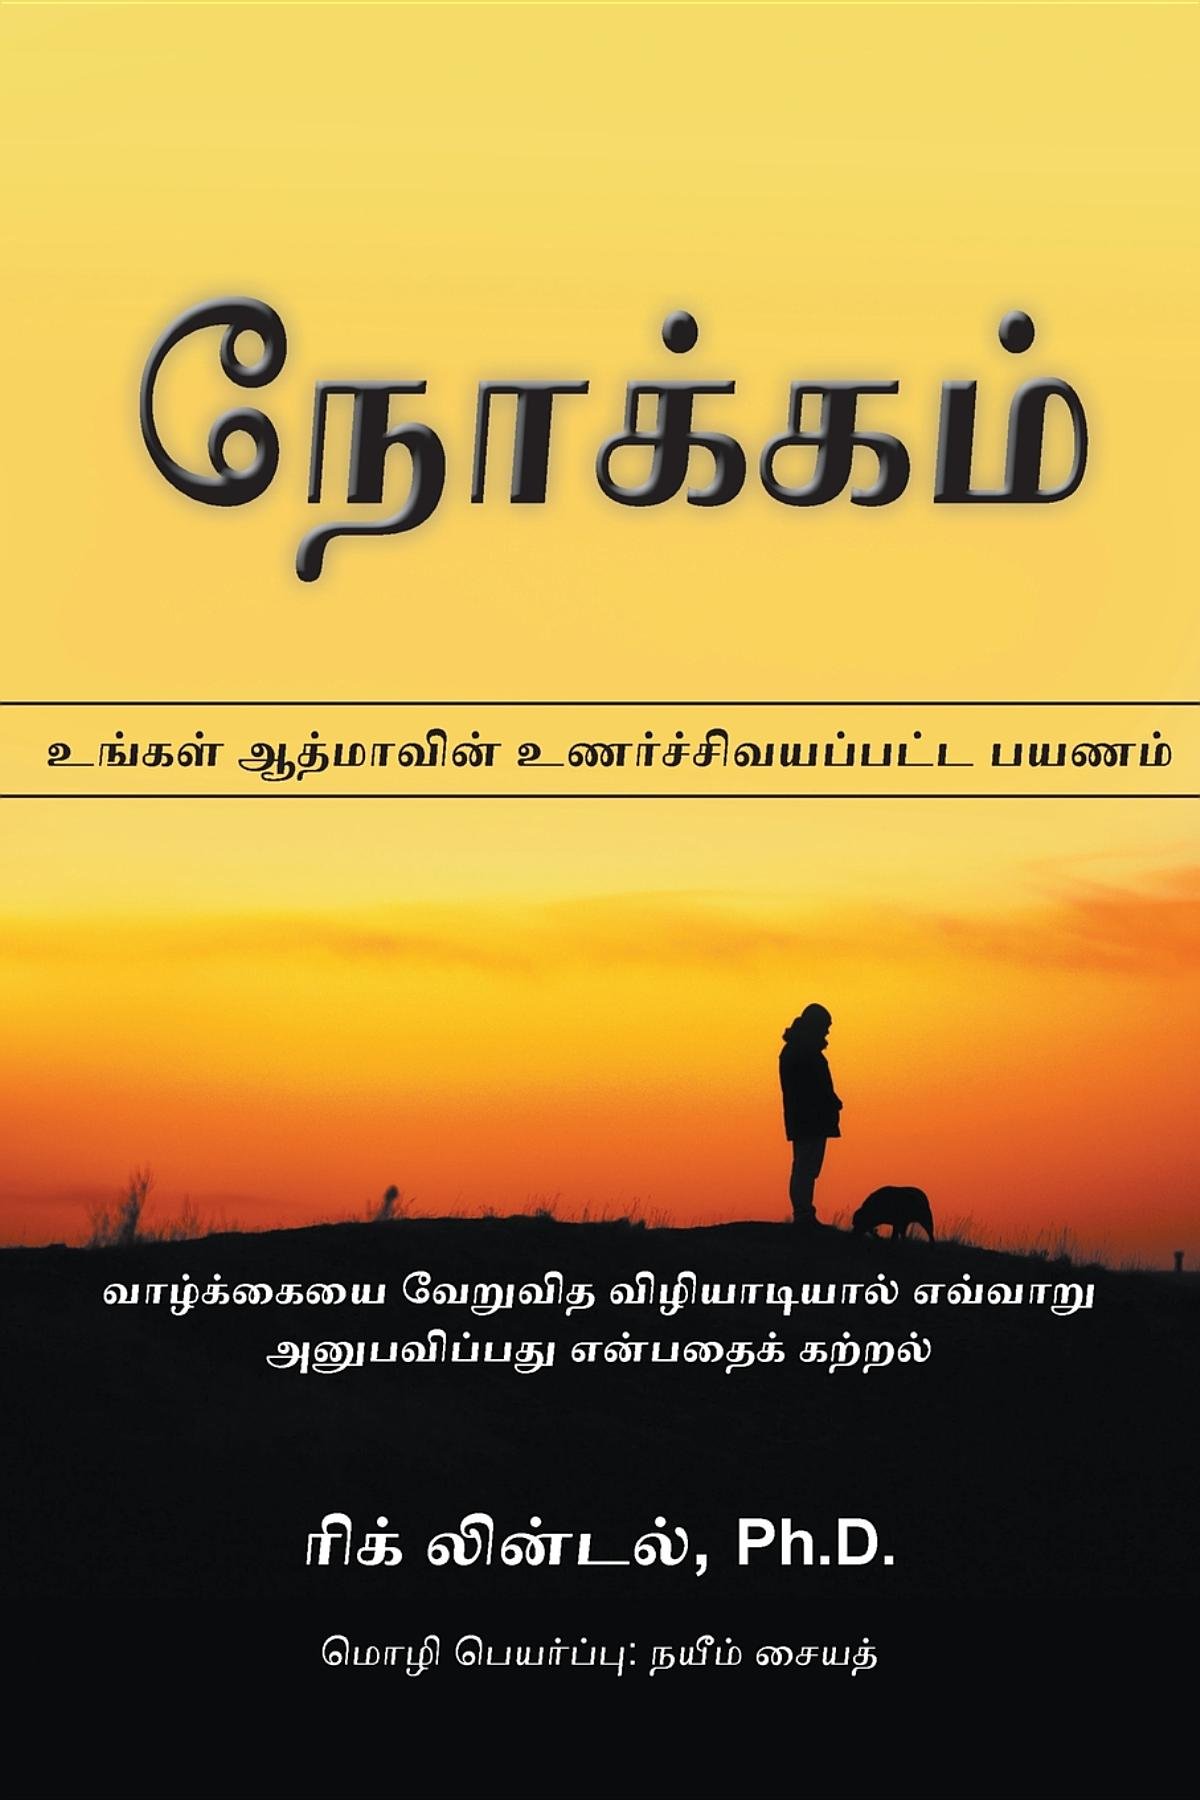 நோக்கம்
உங்கள் ஆத்மாவின் உணர்ச்சிவயப்பட்ட பயணம்
வாழ்க்கையை வேறுவித விழியாடியால் எவ்வாறு
அனுபவிப்பது என்பதைக் கற்றல்
ரிக் லின்டல், Ph.D.
மொழி பெயர்ப்பு: நயீம் சையத்